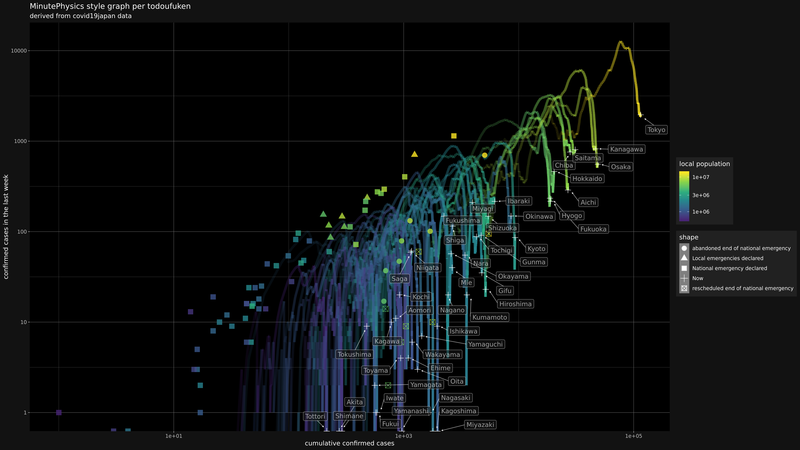 MinutePhysics style graph per todoufuken
derived from covid19japan data
confirmed cases in the last week
10000
1000
100
10
1
Tokyo
Kanagawa
Saitama
Chiba
Osaka
Hokkaido
Aichi
Ibaraki
Miyagi
Hyogo
Okinawa
Fukushima
Shizuoka
Fukuoka
Shiga
Kyoto
Tochigi
Gunma
Nara
Niigata
Okayama
Saga
Mie
Gifu
Kochi
Hiroshima
Aomori
Nagano
Kumamoto
Ishikawa
Kagawa
Yamaguchi
Tokushima
Wakayama
Ehime
Toyama
Oita
Yamagata
Iwate
Nagasaki
Akita
Yamanashi
Kagoshima
Tottori
Shimane
Fukui
Miyazaki
1e+01
1e+03
1e+05
cumulative confirmed cases
local population
1e+07
3e+06
1e+06
shape
abandoned end of national emergency
Local emergencies declared
National emergency declared
Now
rescheduled end of national emergency